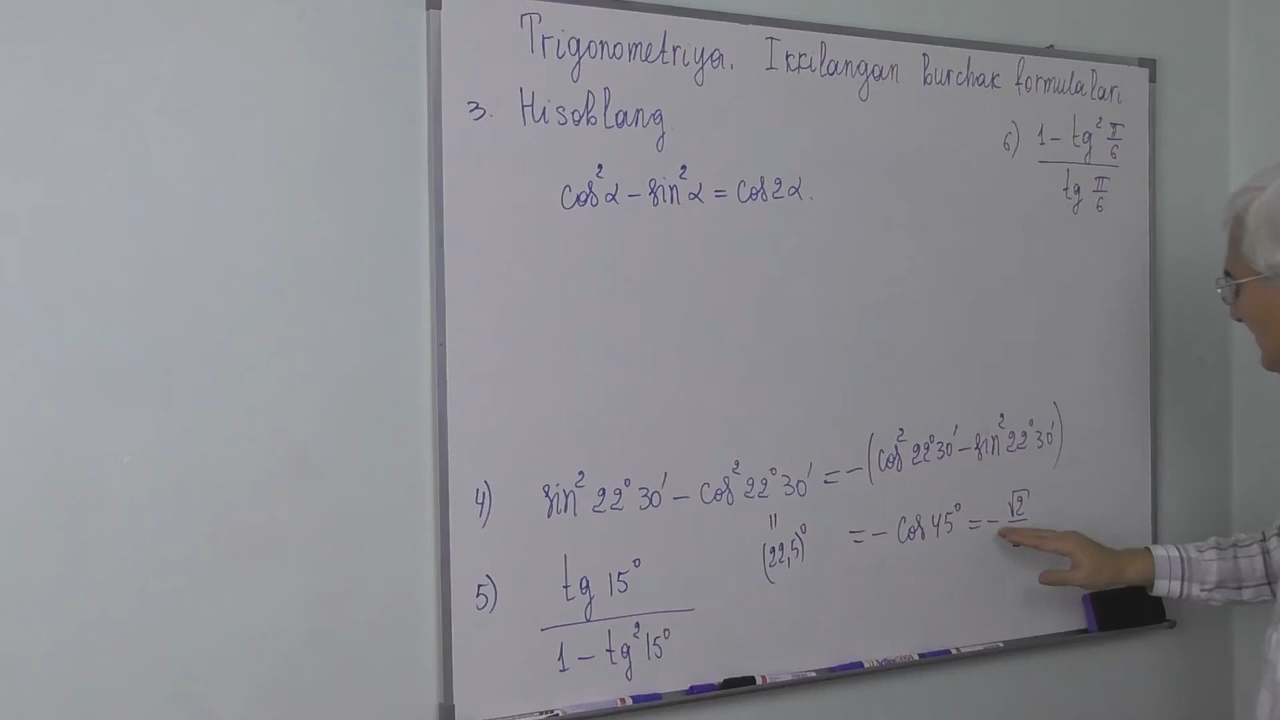 Trigonometriya. Ikkilangan burchak formulalari
3. Hisoblang.
cos²α − sin²α = cos2α.
6) (1 − tg² π/6) / (tg π/6)
4) sin² 22° 30′ − cos² 22° 30′ = −(cos² 22° 30′ − sin² 22° 30′)
= − cos 45° = − √2
॥
(22,5)°
5) tg 15°
1 − tg² 15°